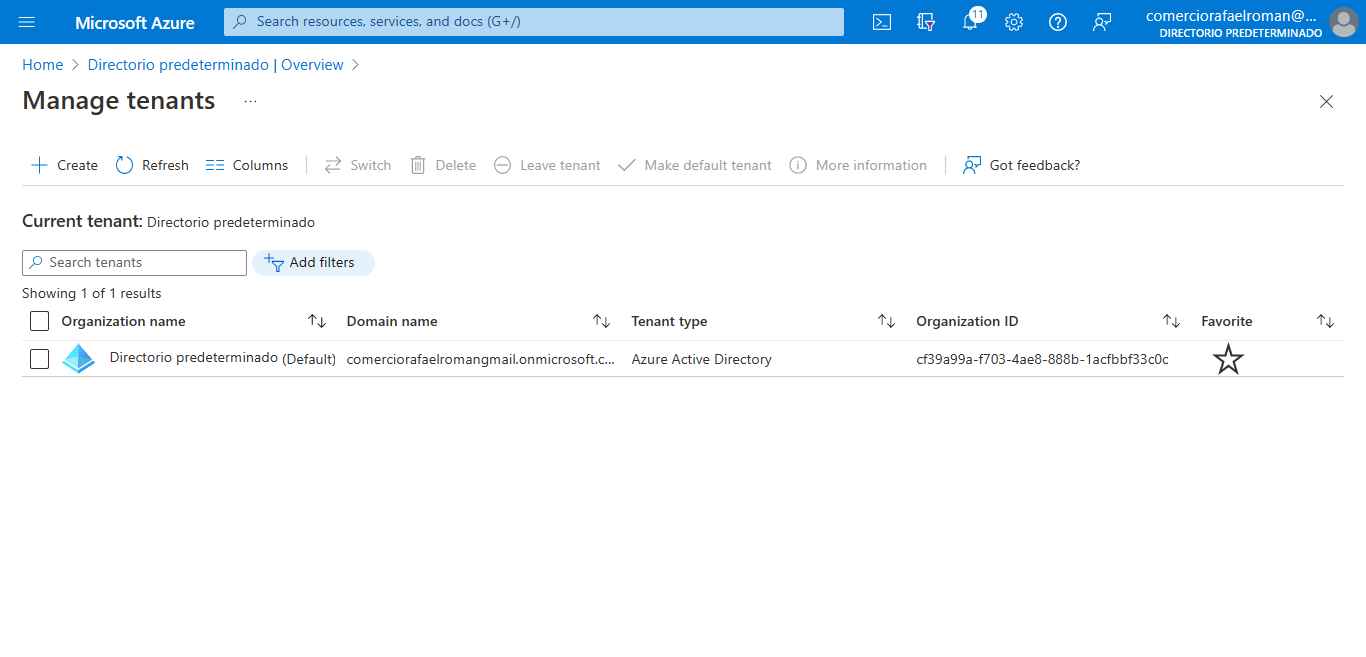 Microsoft Azure
Search resources, services, and docs (G+/)
11
comerciorafaelroman@...
DIRECTORIO PREDETERMINADO
Home > Directorio predeterminado | Overview >
Manage tenants ...
Create Refresh Columns Switch Delete Leave tenant Make default tenant More information Got feedback?
Current tenant: Directorio predeterminado
Search tenants Add filters
Showing 1 of 1 results
Organization name Domain name Tenant type Organization ID Favorite
Directorio predeterminado (Default) comerciorafaelromangmail.onmicrosoft.c... Azure Active Directory cf39a99a-f703-4ae8-888b-1acfbbf33c0c